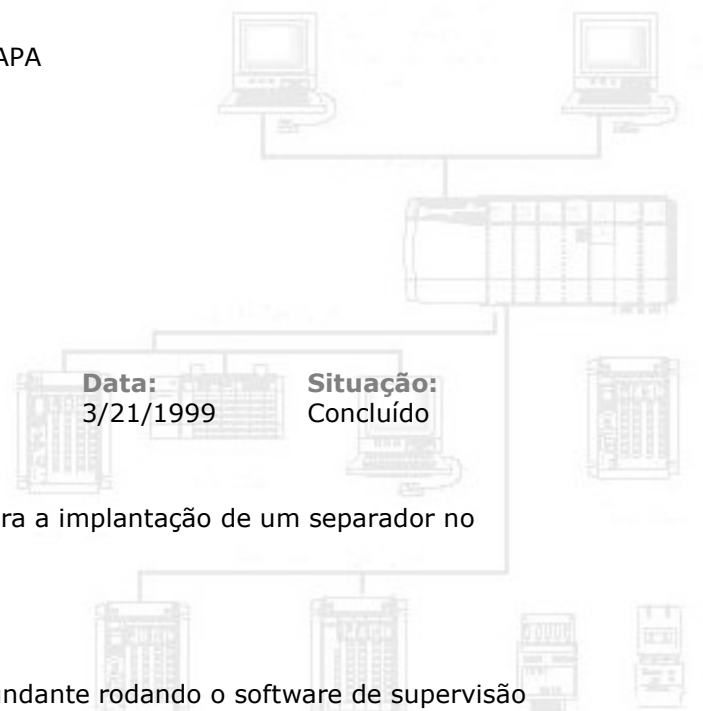 APA
Data: Situação:
3/21/1999 Concluído
ra a implantação de um separador no
ndante rodando o software de supervisão